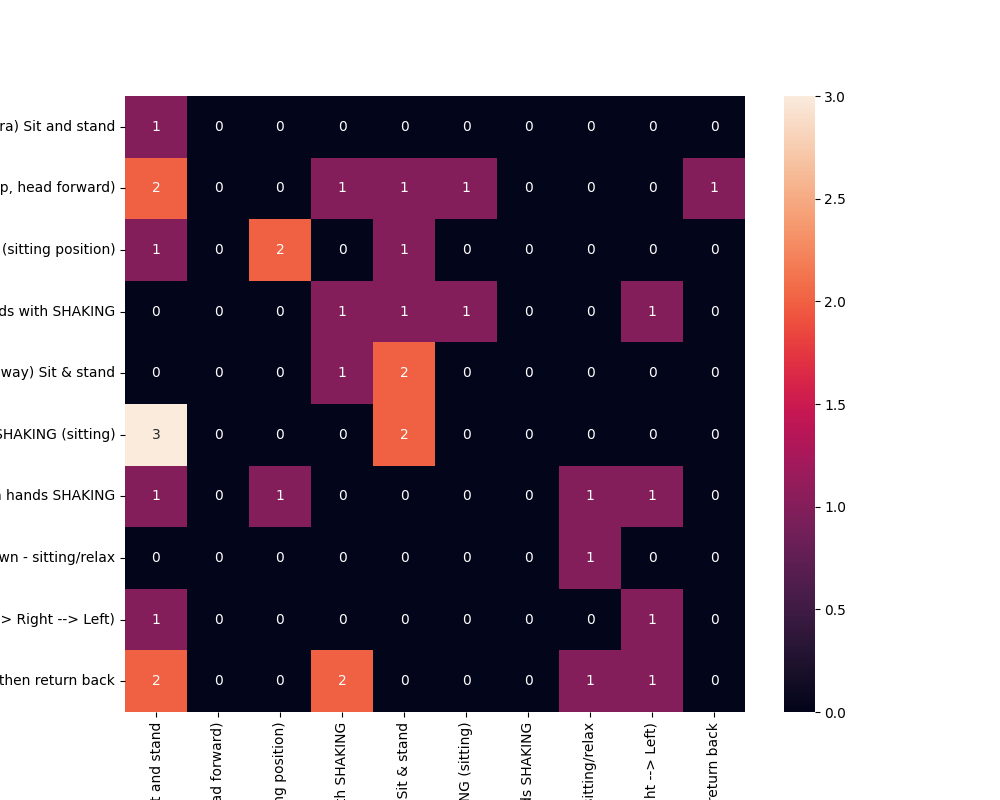 ra) Sit and stand 1 0 0 0 0 0 0 0 0 0
p, head forward) 2 0 0 1 1 1 0 0 0 1
(sitting position) 1 0 2 0 1 0 0 0 0 0
ds with SHAKING 0 0 0 1 1 1 0 0 1 0
way) Sit & stand 0 0 0 1 2 0 0 0 0 0
SHAKING (sitting) 3 0 0 0 2 0 0 0 0 0
hands SHAKING 1 0 1 0 0 0 0 1 1 0
wn - sitting/relax 0 0 0 0 0 0 0 1 0 0
> Right --> Left) 1 0 0 0 0 0 0 0 1 0
then return back 2 0 0 2 0 0 0 1 1 0
t and stand
ad forward)
ng position)
th SHAKING
Sit & stand
NG (sitting)
ds SHAKING
sitting/relax
ht --> Left)
return back
3.0
2.5
2.0
1.5
1.0
0.5
0.0